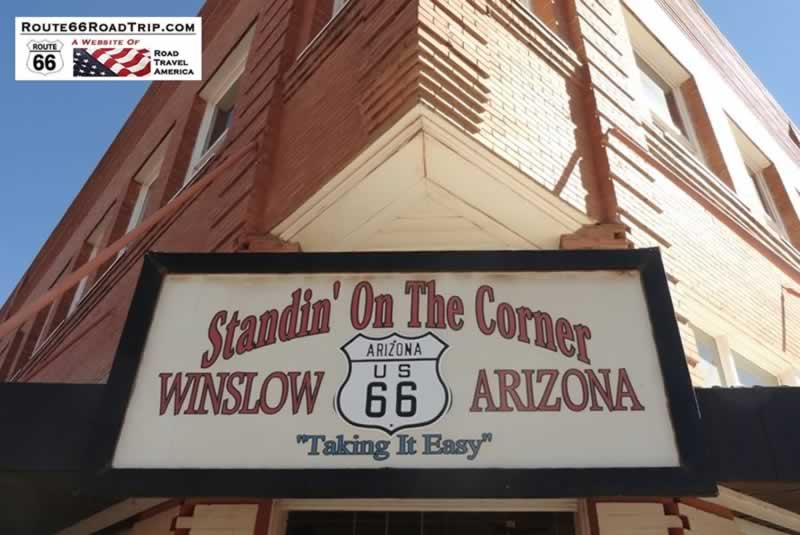 ROUTE66ROADTRIP.COM
A WEBSITE OF
ROUTE
66
ROAD
TRAVEL
AMERICA
Standin' On The Corner
WINSLOW ARIZONA
ARIZONA
US
66
"Taking It Easy"